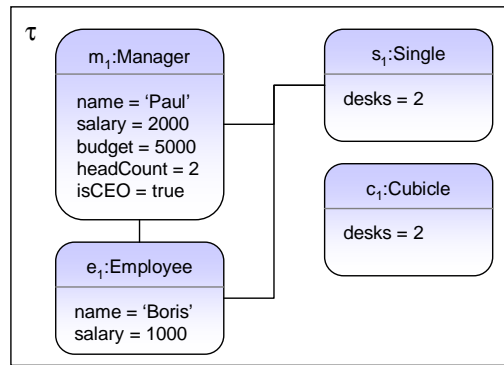 τ
m₁:Manager
name = ‘Paul’
salary = 2000
budget = 5000
headCount = 2
isCEO = true
e₁:Employee
name = ‘Boris’
salary = 1000
s₁:Single
desks = 2
c₁:Cubicle
desks = 2